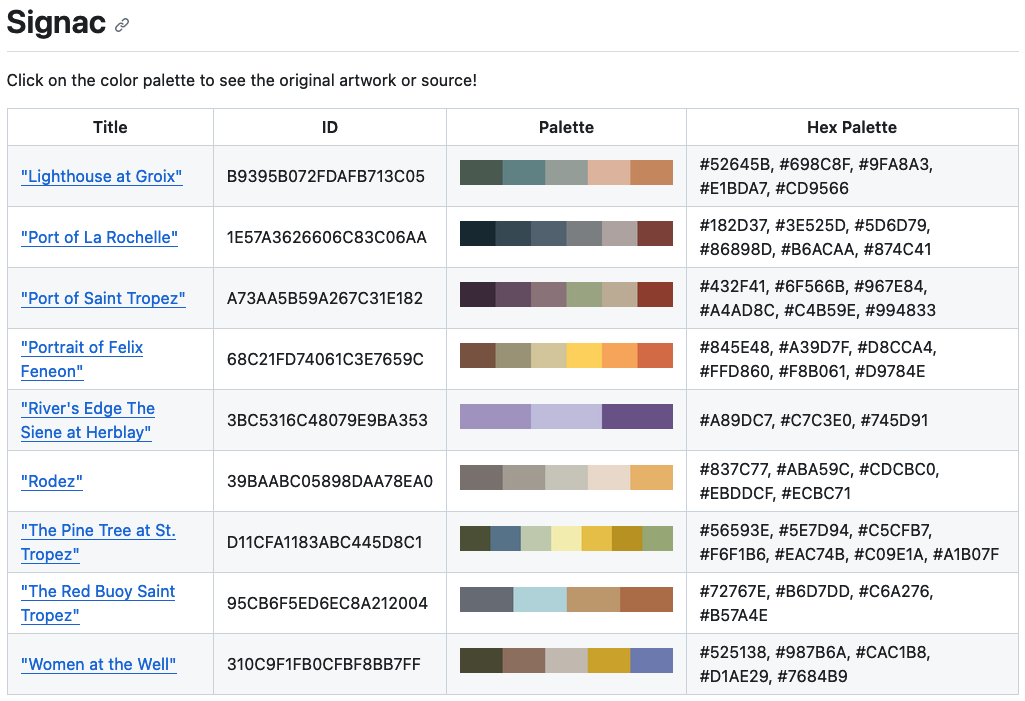 Signac
Click on the color palette to see the original artwork or source!
Title ID Palette Hex Palette
"Lighthouse at Groix" B9395B072FDAFB713C05 #52645B, #698C8F, #9FA8A3,
#E1BDA7, #CD9566
"Port of La Rochelle" 1E57A3626606C83C06AA #182D37, #3E525D, #5D6D79,
#86898D, #B6ACAA, #874C41
"Port of Saint Tropez" A73AA5B59A267C31E182 #432F41, #6F566B, #967E84,
#A4AD8C, #C4B59E, #994833
"Portrait of Felix
Feneon" 68C21FD74061C3E7659C #845E48, #A39D7F, #D8CCA4,
#FFD860, #F8B061, #D9784E
"River's Edge The
Siene at Herblay" 3BC5316C48079E9BA353 #A89DC7, #C7C3E0, #745D91
"Rodez" 39BAABC05898DAA78EA0 #837C77, #ABA59C, #CDCBC0,
#EBDDCF, #ECBC71
"The Pine Tree at St.
Tropez" D11CFA1183ABC445D8C1 #56593E, #5E7D94, #C5CFB7,
#F6F1B6, #EAC74B, #C09E1A, #A1B07F
"The Red Buoy Saint
Tropez" 95CB6F5ED6EC8A212004 #72767E, #B6D7DD, #C6A276,
#B57A4E
"Women at the Well" 310C9F1FB0CFBF8BB7FF #525138, #987B6A, #CAC1B8,
#D1AE29, #7684B9